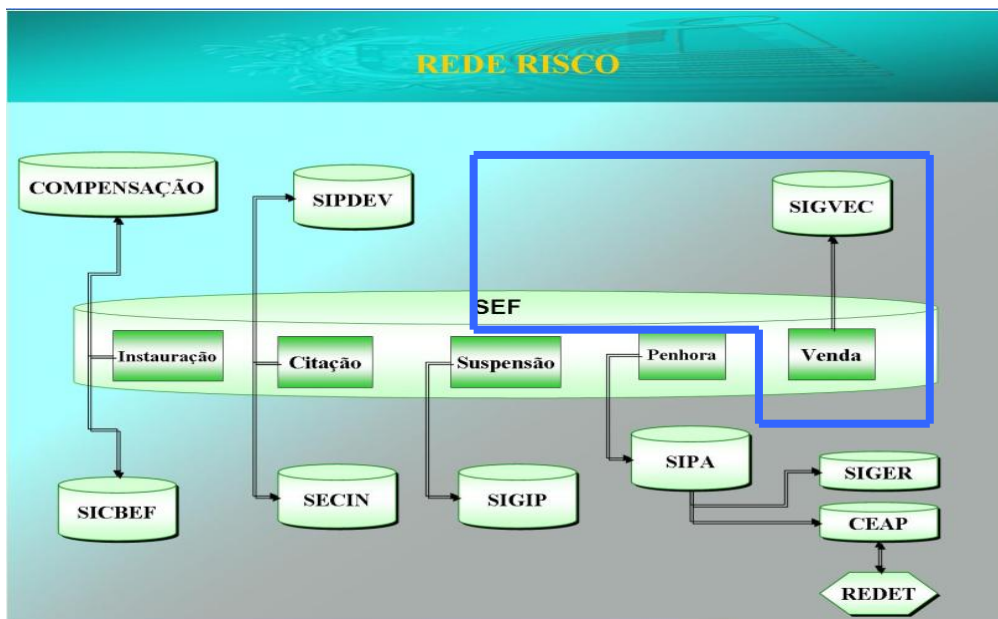 REDE RISCO
COMPENSAÇÃO
SIPDEV
SIGVEC
SEF
Instauração
Citação
Suspensão
Penhora
Venda
SICBEF
SECIN
SIGIP
SIPA
SIGER
CEAP
REDET